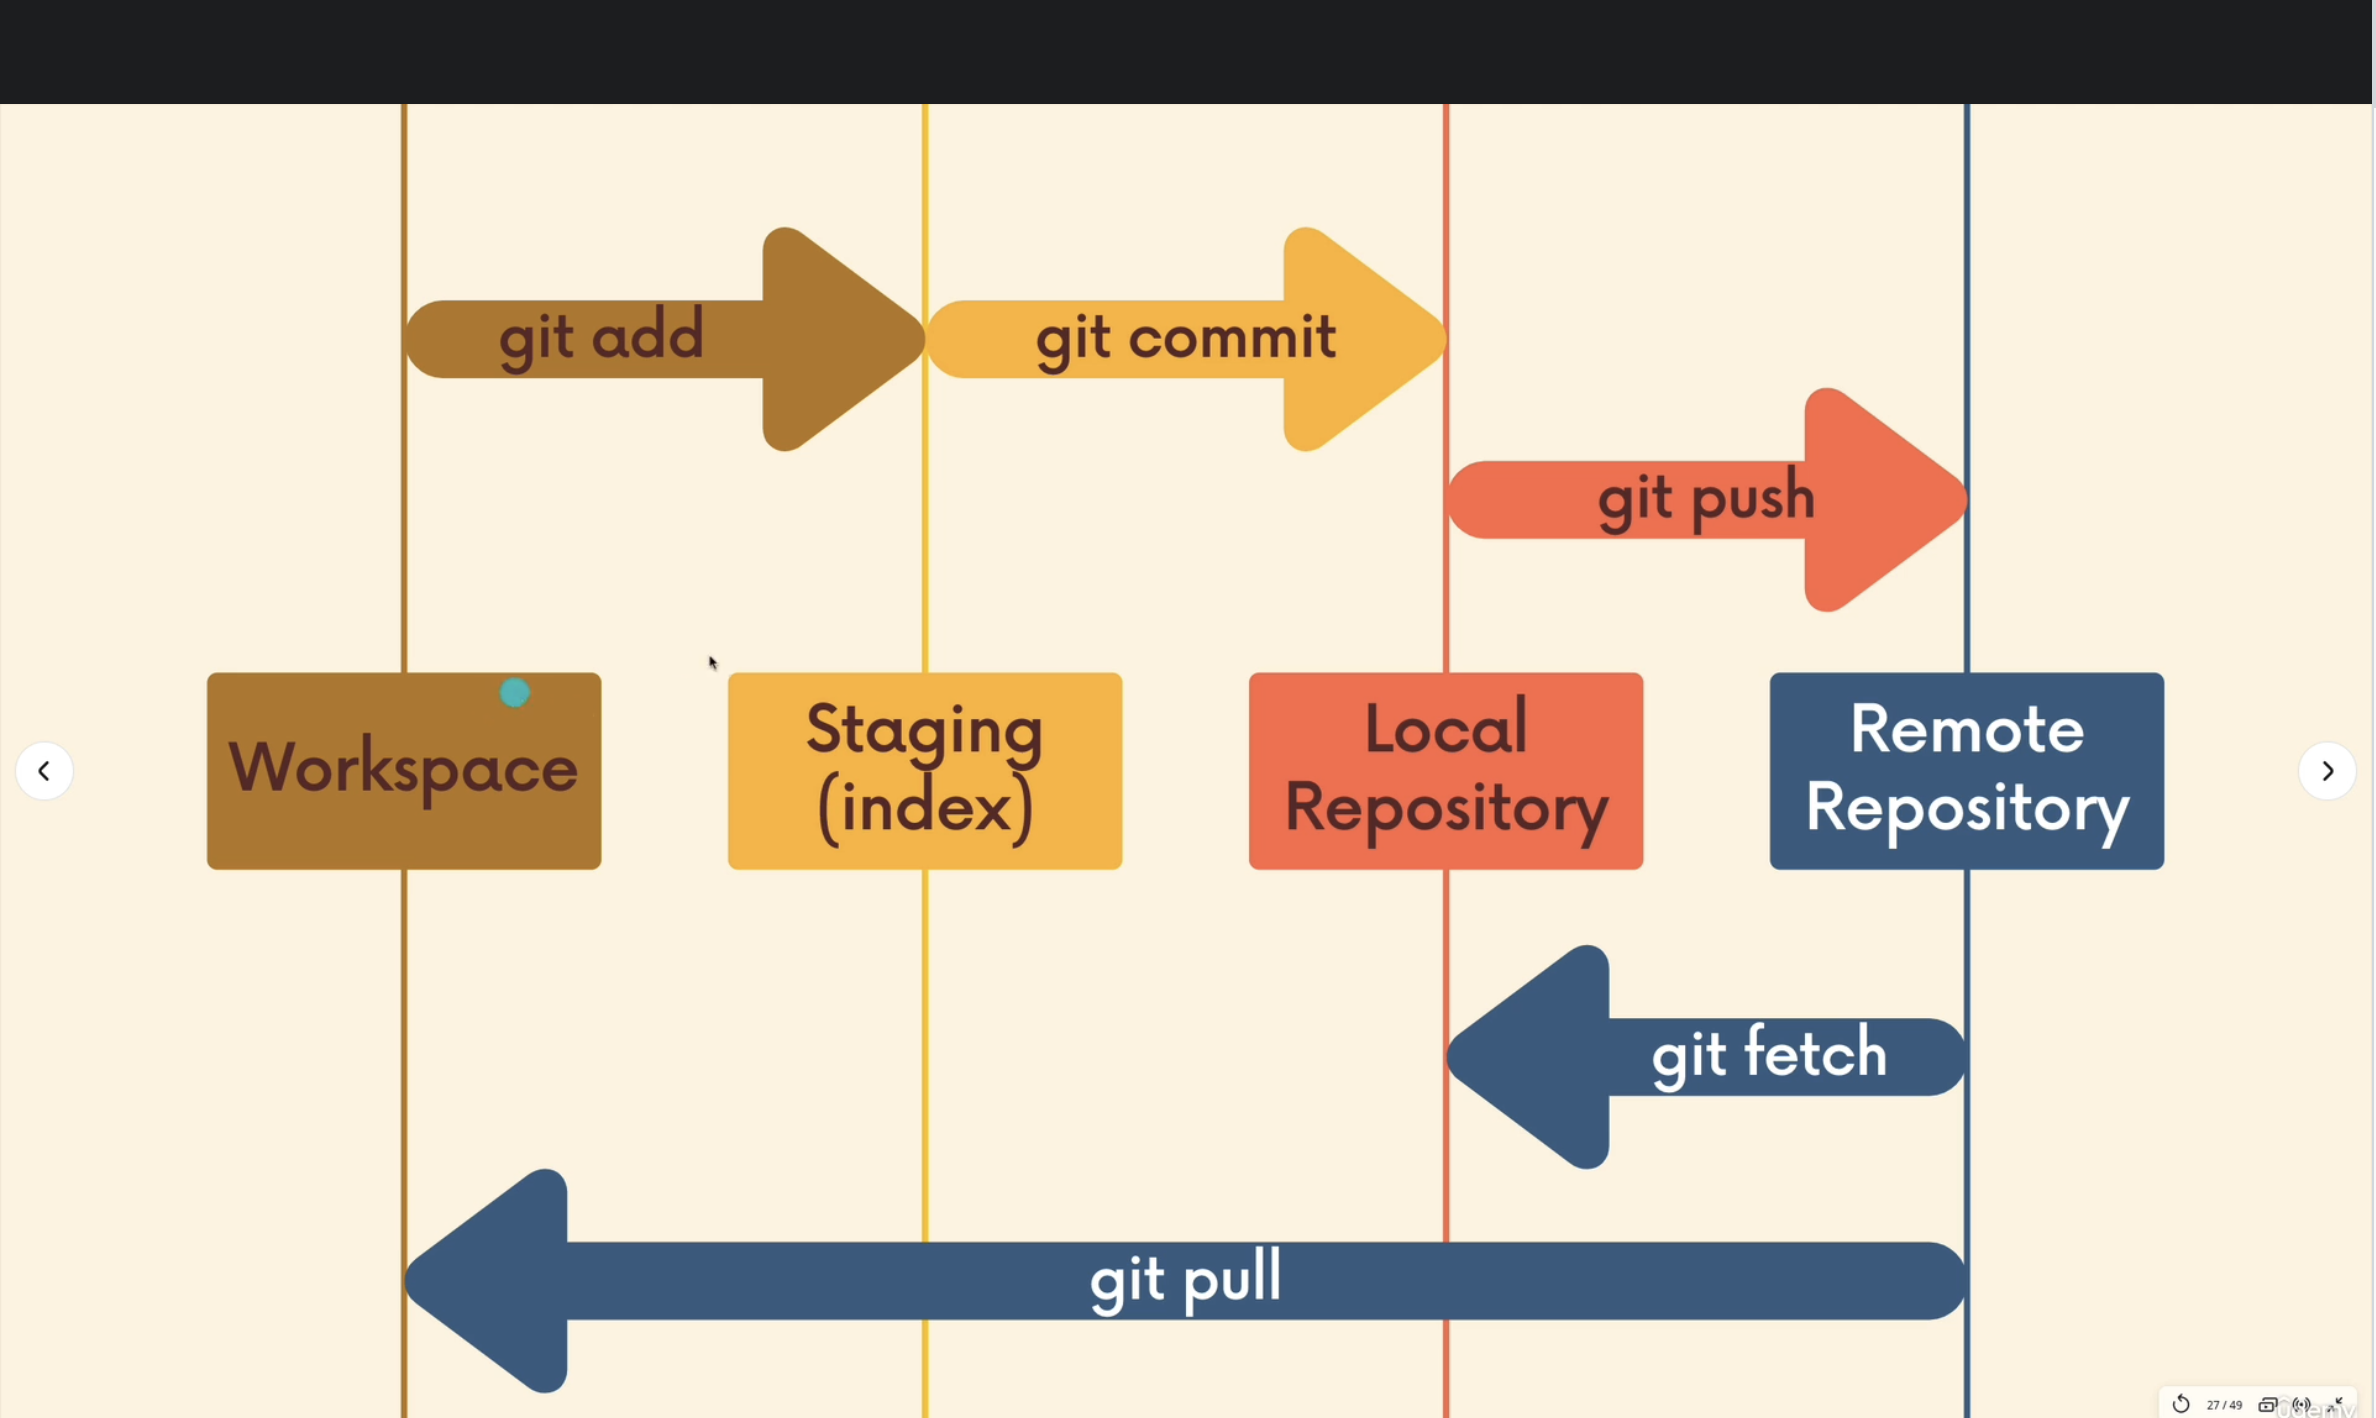 git add
git commit
git push
Workspace
Staging
(index)
Local
Repository
Remote
Repository
git fetch
git pull
27 / 49
udemy